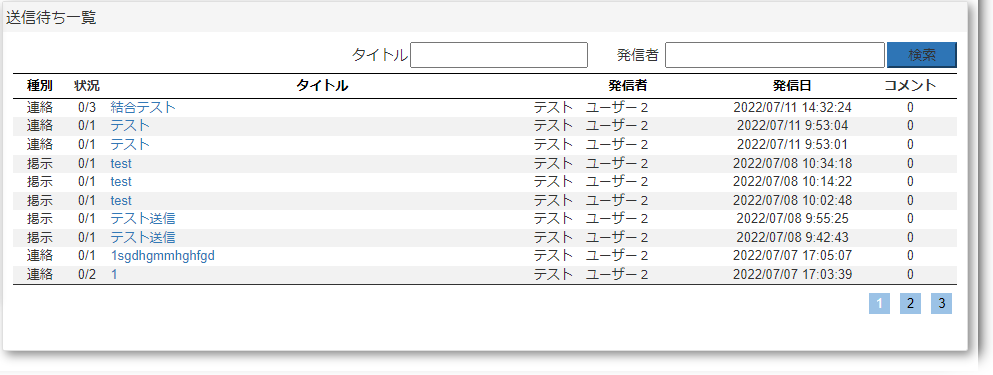 送信待ち一覧
タイトル 発信者 検索
種別 状況 タイトル 発信者 発信日 コメント
連絡 0/3 結合テスト テスト　ユーザー２ 2022/07/11 14:32:24 0
連絡 0/1 テスト テスト　ユーザー２ 2022/07/11 9:53:04 0
連絡 0/1 テスト テスト　ユーザー２ 2022/07/11 9:53:01 0
掲示 0/1 test テスト　ユーザー２ 2022/07/08 10:34:18 0
掲示 0/1 test テスト　ユーザー２ 2022/07/08 10:14:22 0
掲示 0/1 test テスト　ユーザー２ 2022/07/08 10:02:48 0
掲示 0/1 テスト送信 テスト　ユーザー２ 2022/07/08 9:55:25 0
掲示 0/1 テスト送信 テスト　ユーザー２ 2022/07/08 9:42:43 0
連絡 0/1 1sgdhgmmhghfgd テスト　ユーザー２ 2022/07/07 17:05:07 0
連絡 0/2 1 テスト　ユーザー２ 2022/07/07 17:03:39 0
1 2 3